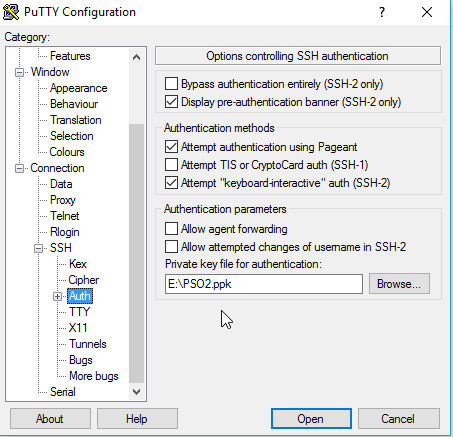 PuTTY Configuration
?
Category:
Features
Window
Appearance
Behaviour
Translation
Selection
Colours
Connection
Data
Proxy
Telnet
Rlogin
SSH
Kex
Cipher
Auth
TTY
X11
Tunnels
Bugs
More bugs
Serial
Options controlling SSH authentication
Bypass authentication entirely (SSH-2 only)
Display pre-authentication banner (SSH-2 only)
Authentication methods
Attempt authentication using Pageant
Attempt TIS or CryptoCard auth (SSH-1)
Attempt "keyboard-interactive" auth (SSH-2)
Authentication parameters
Allow agent forwarding
Allow attempted changes of username in SSH-2
Private key file for authentication:
E:\PSO2.ppk Browse...
About Help Open Cancel